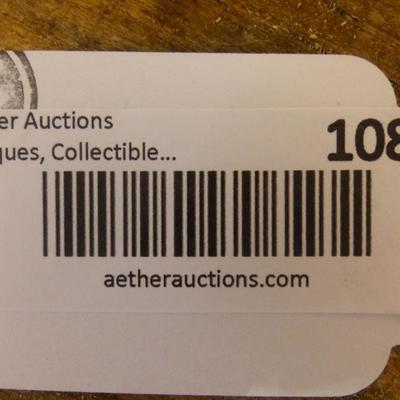 er Auctions
ques, Collectible... 108
aetherauctions.com